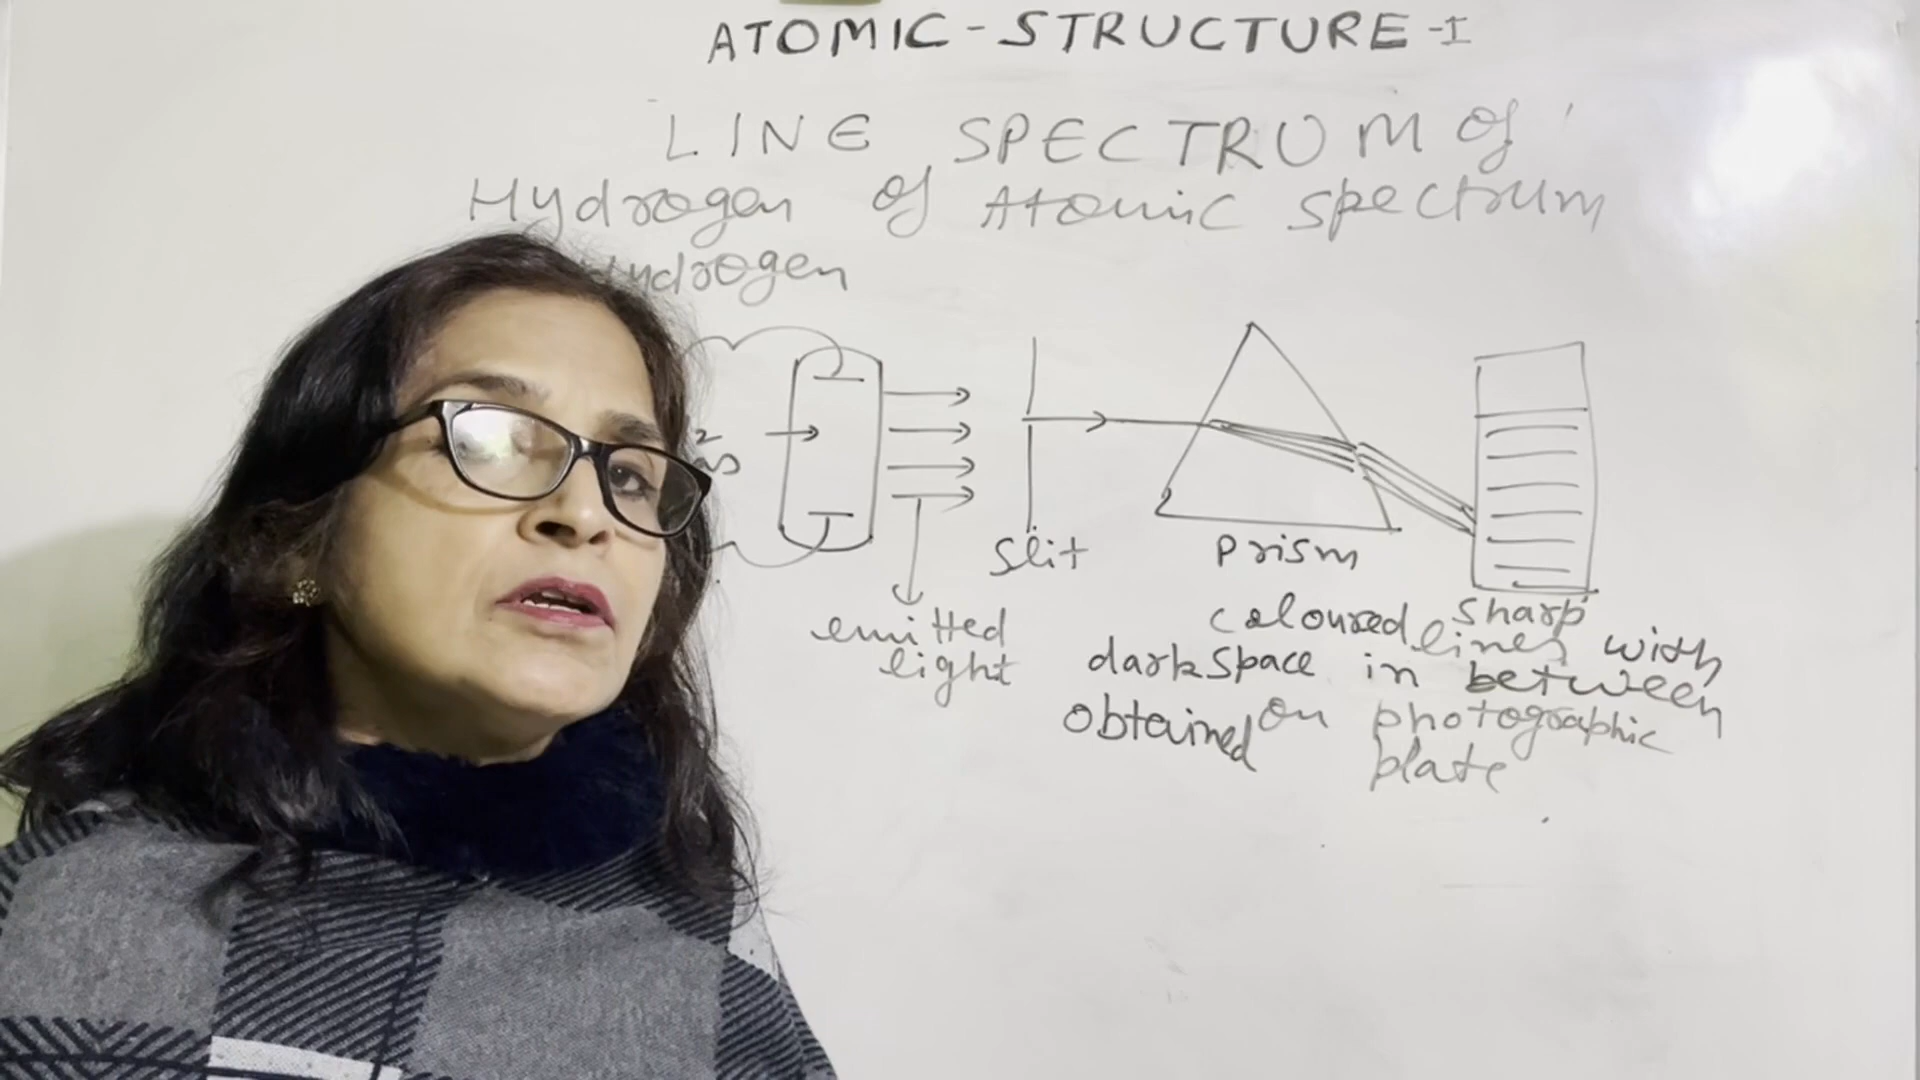 ATOMIC-STRUCTURE-I
LINE SPECTRUM of
Hydrogen of Atomic spectrum
Hydrogen
2
Slit
Prism
emitted
light
coloured sharp
lines with
dark space in between
obtained on photographic
plate